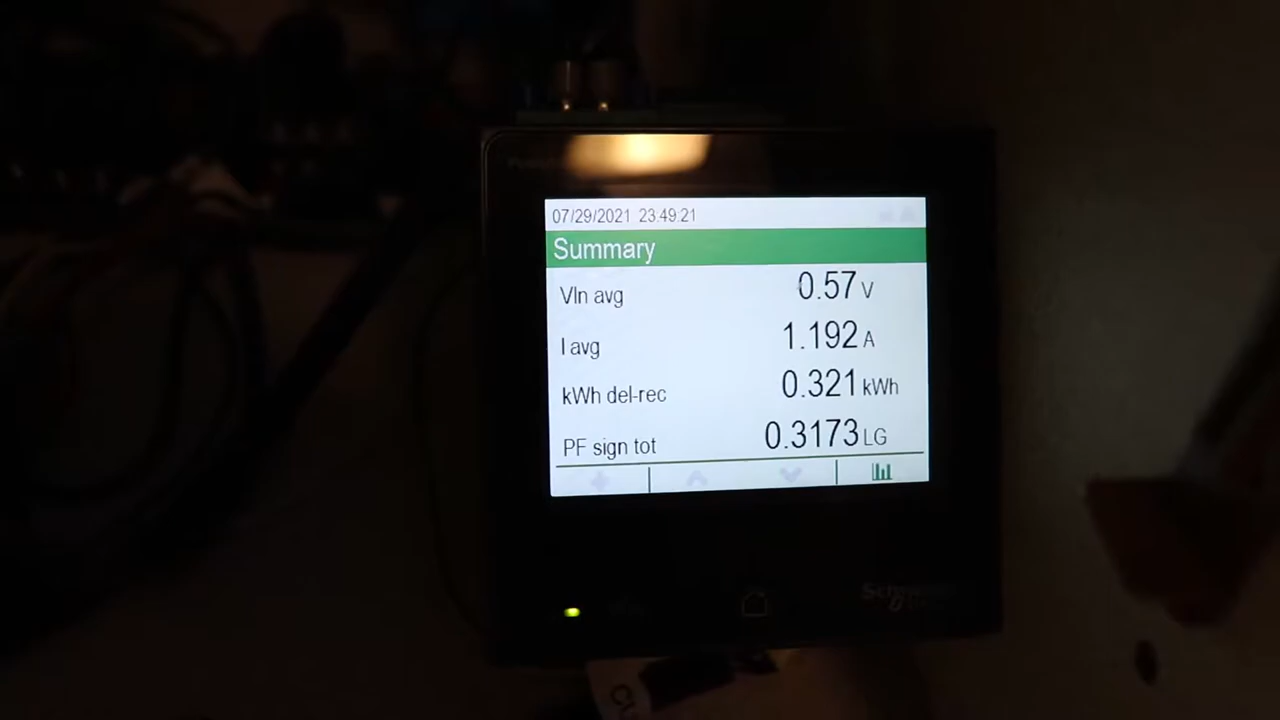 07/29/2021 23:49:21
Summary
Vln avg 0.57 V
I avg 1.192 A
kWh del-rec 0.321 kWh
PF sign tot 0.3173 LG